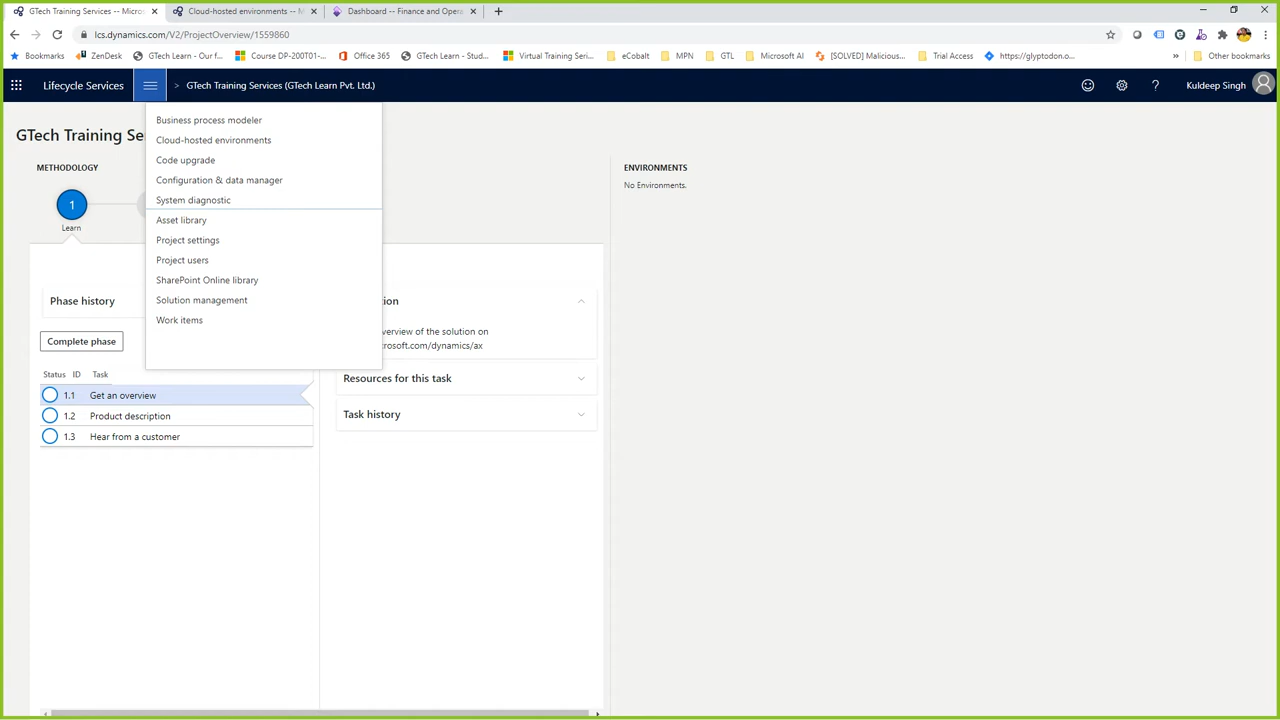 GTech Training Services -- Micros
Cloud-hosted environments -- M
Dashboard -- Finance and Opera
lcs.dynamics.com/V2/ProjectOverview/1559860
Bookmarks
ZenDesk
GTech Learn - Our f...
Course DP-200T01-...
Office 365
GTech Learn - Stud...
Virtual Training Ser...
eCobalt
MPN
GTL
Microsoft AI
[SOLVED] Malicious...
Trial Access
https://glyptodon.o...
»
Other bookmarks
Lifecycle Services
> GTech Training Services (GTech Learn Pvt. Ltd.)
?
Kuldeep Singh
GTech Training Se
METHODOLOGY
1
Learn
Business process modeler
Cloud-hosted environments
Code upgrade
Configuration & data manager
System diagnostic
Asset library
Project settings
Project users
SharePoint Online library
Solution management
Work items
ENVIRONMENTS
No Environments.
Phase history
Complete phase
Status ID Task
1.1 Get an overview
1.2 Product description
1.3 Hear from a customer
tion
verview of the solution on
crosoft.com/dynamics/ax
Resources for this task
Task history